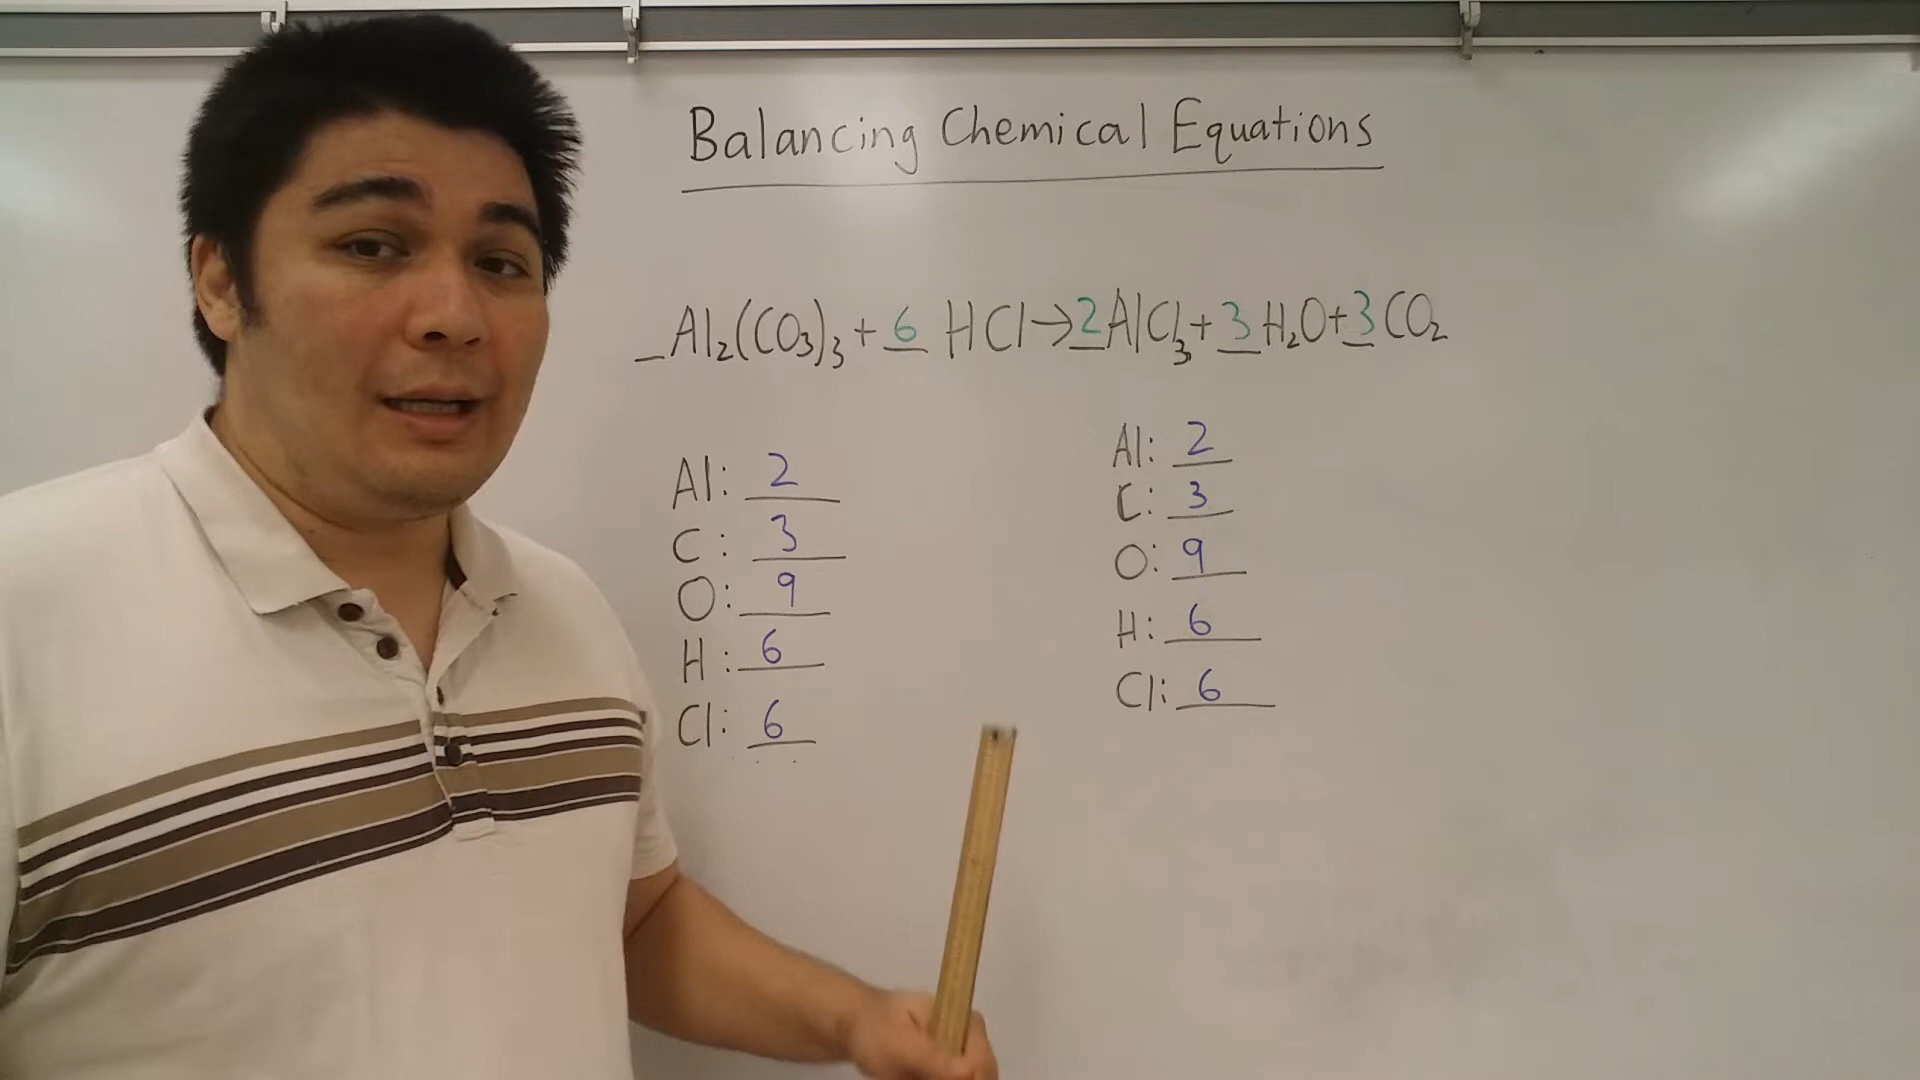 Balancing Chemical Equations
_Al₂(CO₃)₃ + 6 HCl → 2 AlCl₃ + 3 H₂O + 3 CO₂
Al: 2
C: 3
O: 9
H: 6
Cl: 6
Al: 2
C: 3
O: 9
H: 6
Cl: 6